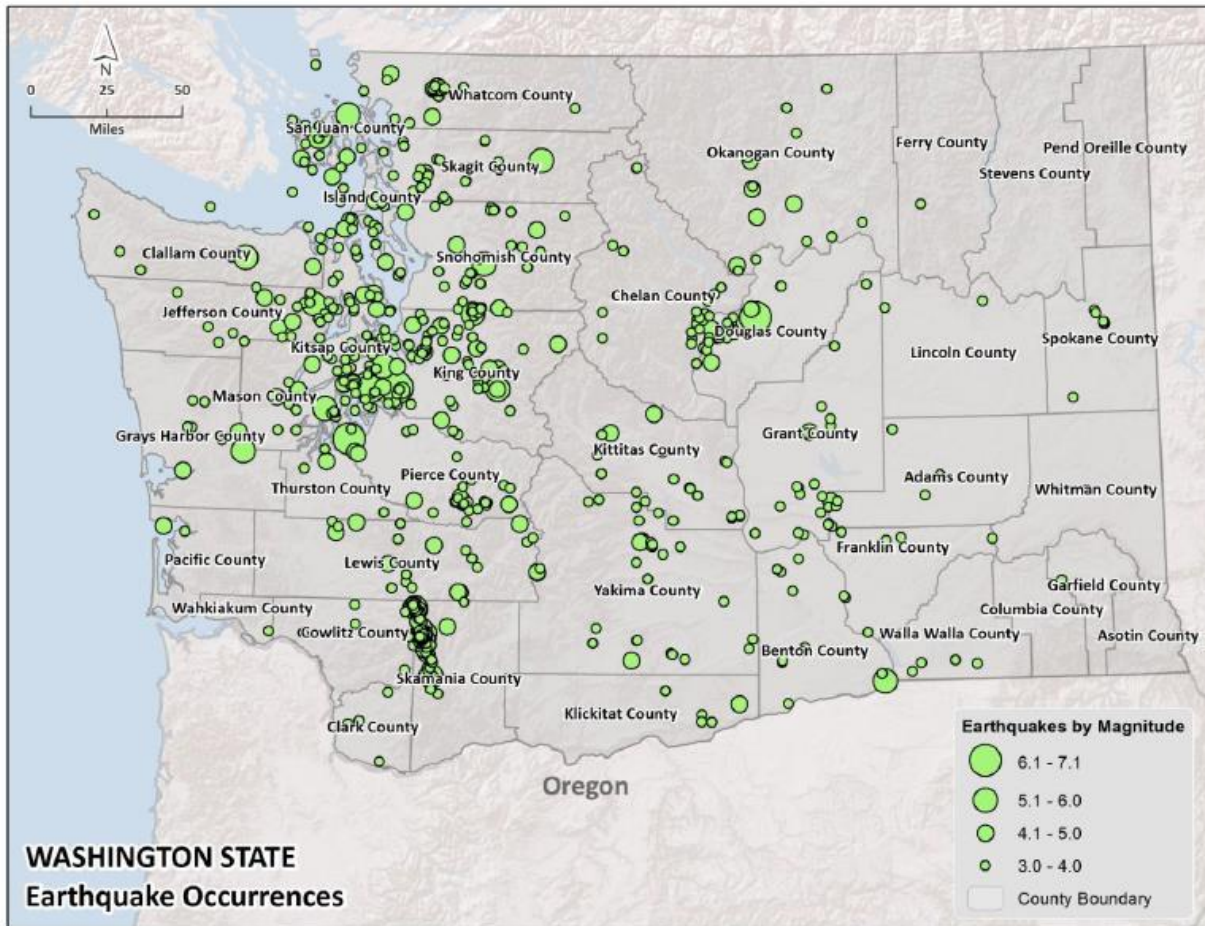 N
0 25 50
Miles
Whatcom County
San Juan County
Skagit County
Island County
Okanogan County
Ferry County
Pend Oreille County
Stevens County
Clallam County
Snohomish County
Jefferson County
Chelan County
Douglas County
Kitsap County
King County
Lincoln County
Spokane County
Mason County
Grays Harbor County
Kittitas County
Grant County
Pierce County
Thurston County
Adams County
Whitman County
Pacific County
Lewis County
Franklin County
Yakima County
Garfield County
Wahkiakum County
Columbia County
Cowlitz County
Walla Walla County
Asotin County
Benton County
Skamania County
Klickitat County
Clark County
Oregon
Earthquakes by Magnitude
6.1 - 7.1
5.1 - 6.0
4.1 - 5.0
3.0 - 4.0
County Boundary
WASHINGTON STATE
Earthquake Occurrences